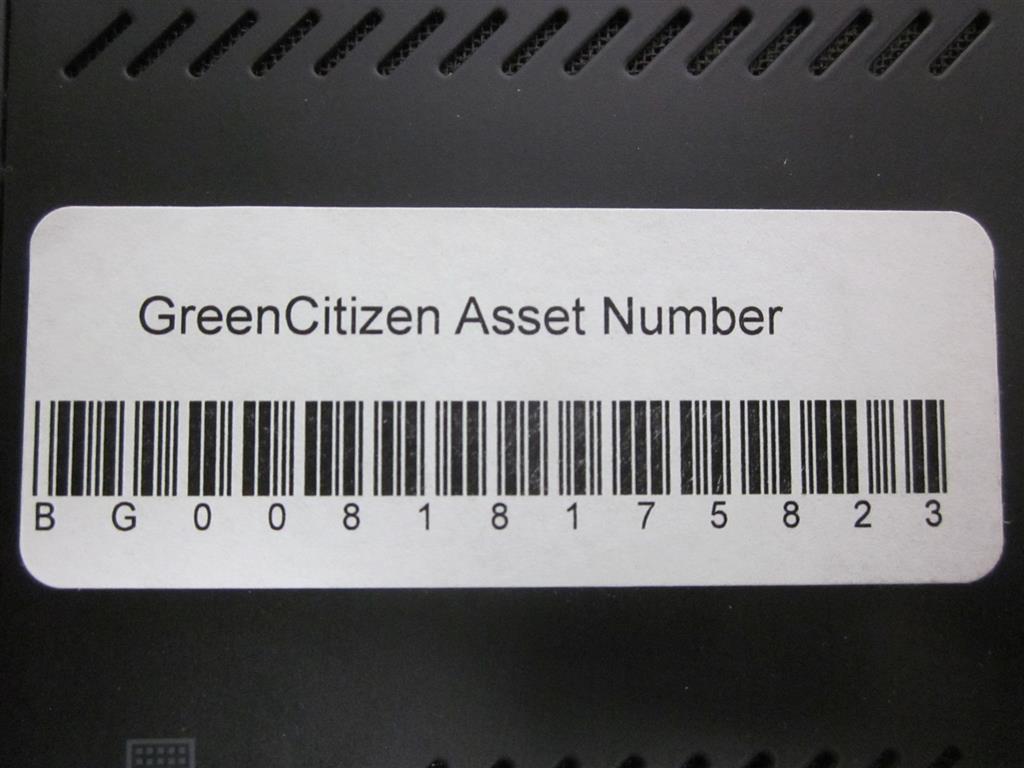 GreenCitizen Asset Number
B G 0 0 8 1 8 1 7 5 8 2 3